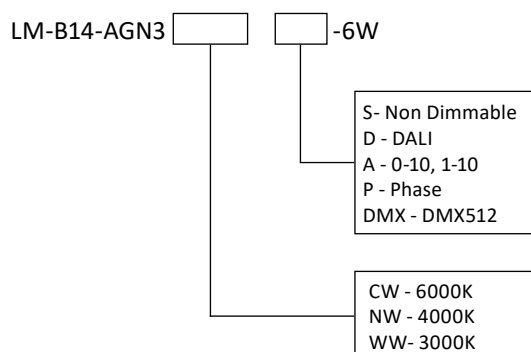 LM-B14-AGN3 -6W
S- Non Dimmable
D - DALI
A - 0-10, 1-10
P - Phase
DMX - DMX512
CW - 6000K
NW - 4000K
WW- 3000K